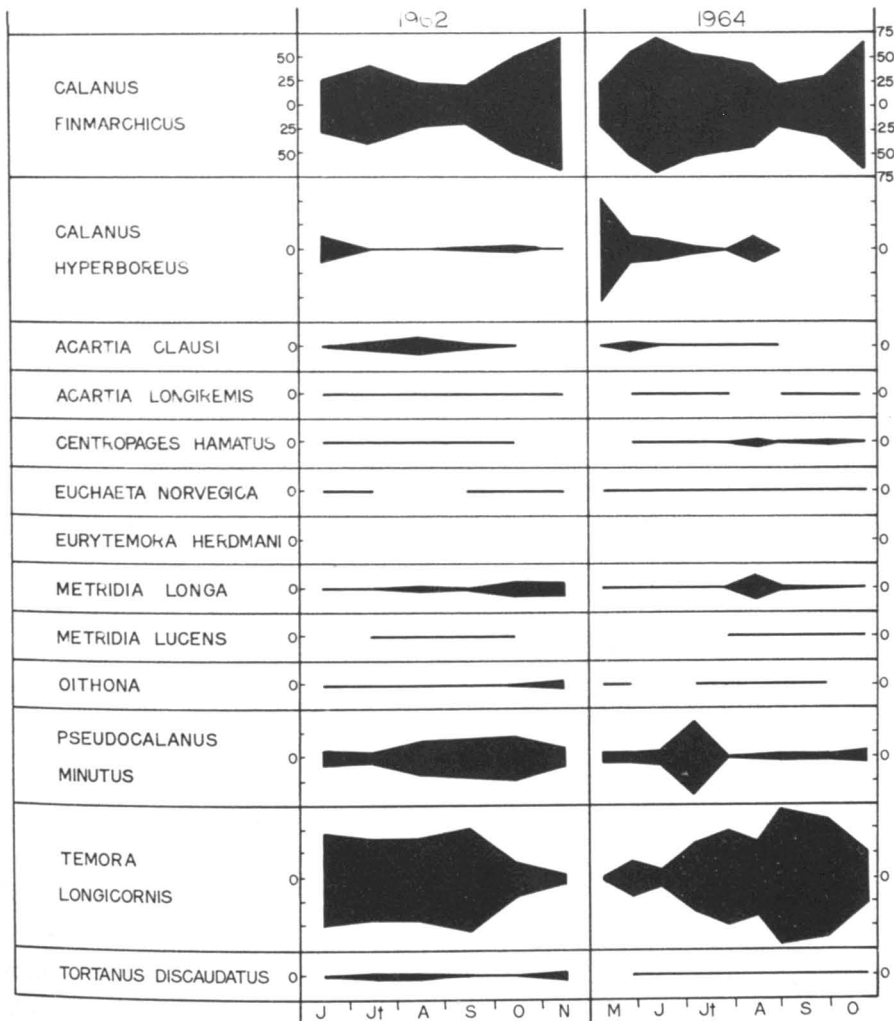 1962 1964
75
50 50
25 25
CALANUS
0 0
FINMARCHICUS
25 25
50 50
75
CALANUS
0 0
HYPERBOREUS
ACARTIA CLAUSI 0 0
ACARTIA LONGIREMIS 0 0
CENTROPAGES HAMATUS 0 0
EUCHAETA NORVEGICA 0 0
EURYTEMORA HERDMANI 0 0
METRIDIA LONGA 0 0
METRIDIA LUCENS 0 0
OITHONA 0 0
PSEUDOCALANUS
0 0
MINUTUS
TEMORA
0 0
LONGICORNIS
TORTANUS DISCAUDATUS 0 0
J Jt A S O N M J Jt A S O